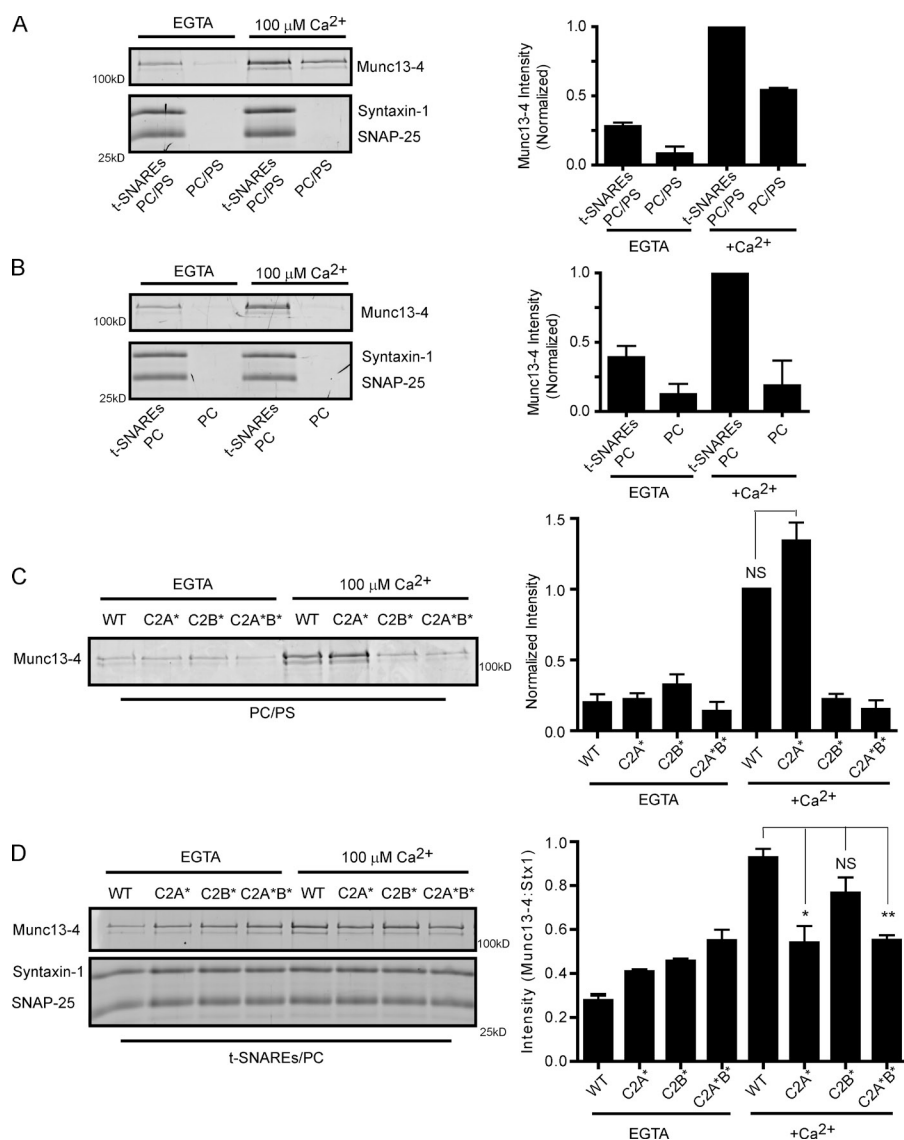 A
EGTA
100 µM Ca2+
100kD
Munc13-4
Syntaxin-1
SNAP-25
25kD
t-SNAREs PC/PS
PC/PS
t-SNAREs PC/PS
PC/PS
Munc13-4 Intensity
(Normalized)
1.0
0.5
0.0
t-SNAREs PC/PS
PC/PS
t-SNAREs PC/PS
PC/PS
EGTA
+Ca2+
B
EGTA
100 µM Ca2+
100kD
Munc13-4
Syntaxin-1
SNAP-25
25kD
t-SNAREs PC
PC
t-SNAREs PC
PC
Munc13-4 Intensity
(Normalized)
1.0
0.5
0.0
t-SNAREs PC
PC
t-SNAREs PC
PC
EGTA
+Ca2+
C
EGTA
100 µM Ca2+
WT C2A* C2B* C2A*B* WT C2A* C2B* C2A*B*
Munc13-4
100kD
PC/PS
Normalized Intensity
1.5
1.0
0.5
0.0
NS
WT C2A* C2B* C2A*B* WT C2A* C2B* C2A*B*
EGTA
+Ca2+
D
EGTA
100 µM Ca2+
WT C2A* C2B* C2A*B* WT C2A* C2B* C2A*B*
Munc13-4
100kD
Syntaxin-1
SNAP-25
25kD
t-SNAREs/PC
Intensity (Munc13-4:Stx1)
1.0
0.8
0.6
0.4
0.2
0.0
*
NS
**
WT C2A* C2B* C2A*B* WT C2A* C2B* C2A*B*
EGTA
+Ca2+